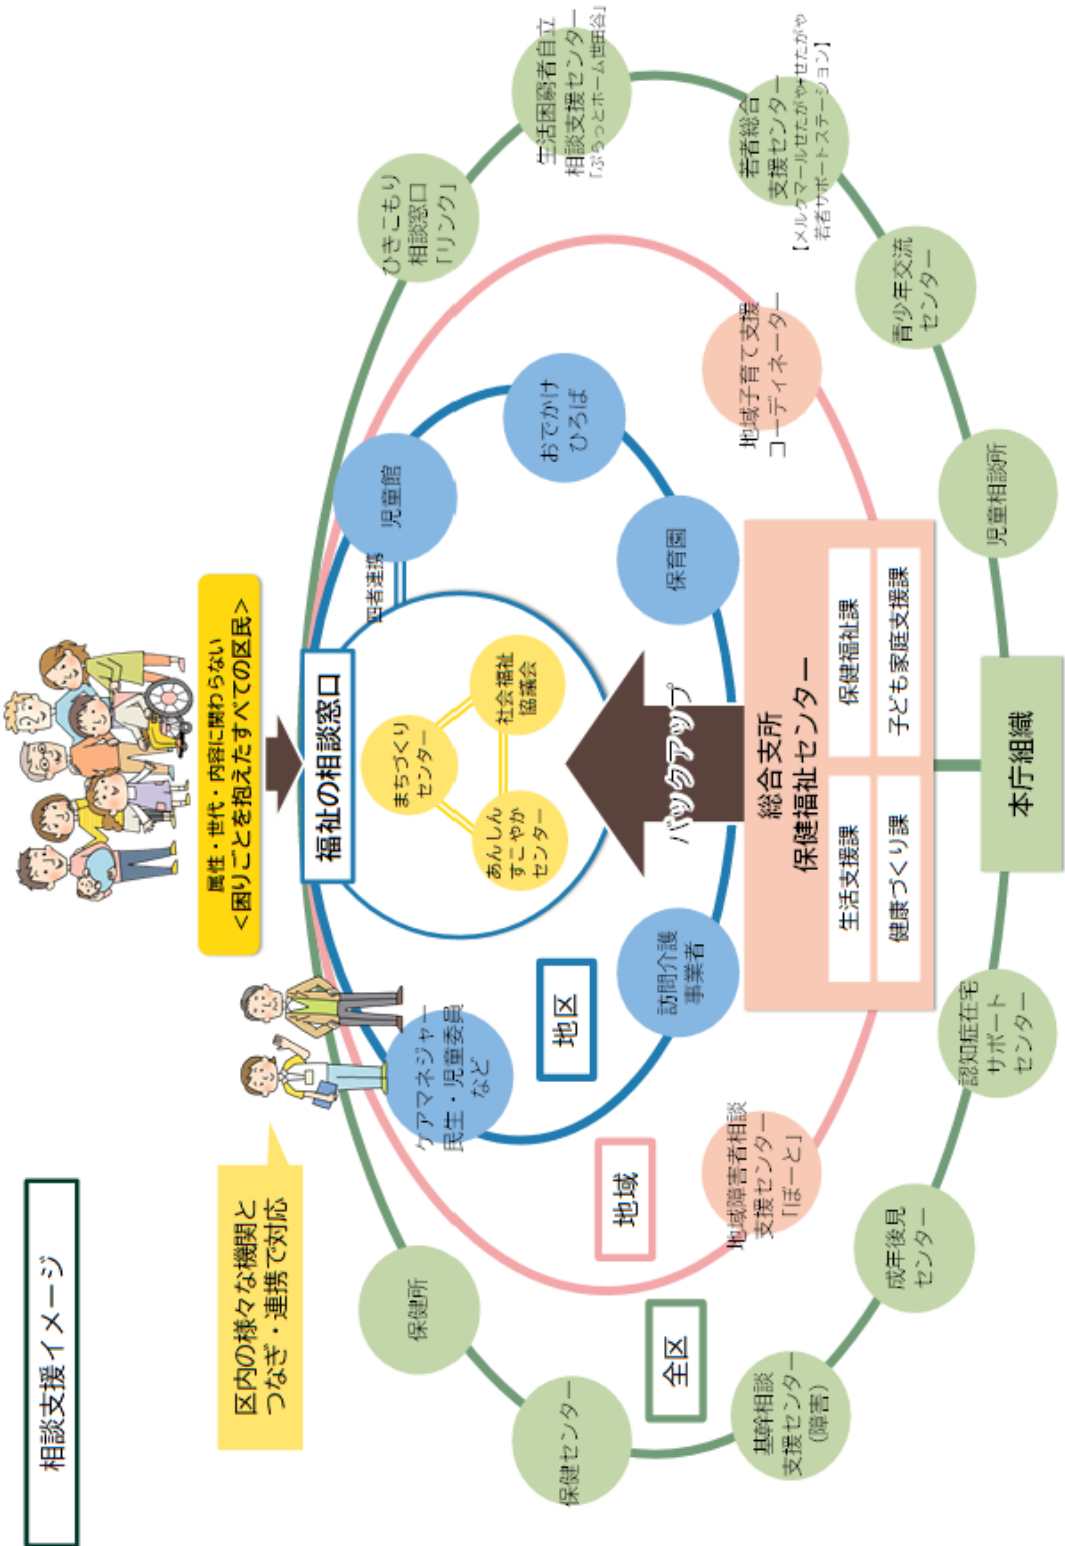 相談支援イメージ
属性・世代・内容に関わらない
＜困りごとを抱えたすべての区民＞
区内の様々な機関と
つなぎ・連携で対応
福祉の相談窓口
まちづくり
センター
あんしん
すこやか
センター
社会福祉
協議会
四者連携
児童館
おでかけ
ひろば
保育園
訪問介護
事業者
ケアマネジャー
民生・児童委員
など
地区
バックアップ
総合支所
保健福祉センター
生活支援課
保健福祉課
健康づくり課
子ども家庭支援課
地域
地域障害者相談
支援センター
「ぽーと」
地域子育て支援
コーディネーター
全区
保健所
保健センター
基幹相談
支援センター
（障害）
成年後見
センター
認知症在宅
サポート
センター
本庁組織
児童相談所
青少年交流
センター
若者総合
支援センター
【メルクマールせたがや・せたがや
若者サポートステーション】
生活困窮者自立
相談支援センター
「ぷらっとホーム世田谷」
ひきこもり
相談窓口
「リンク」